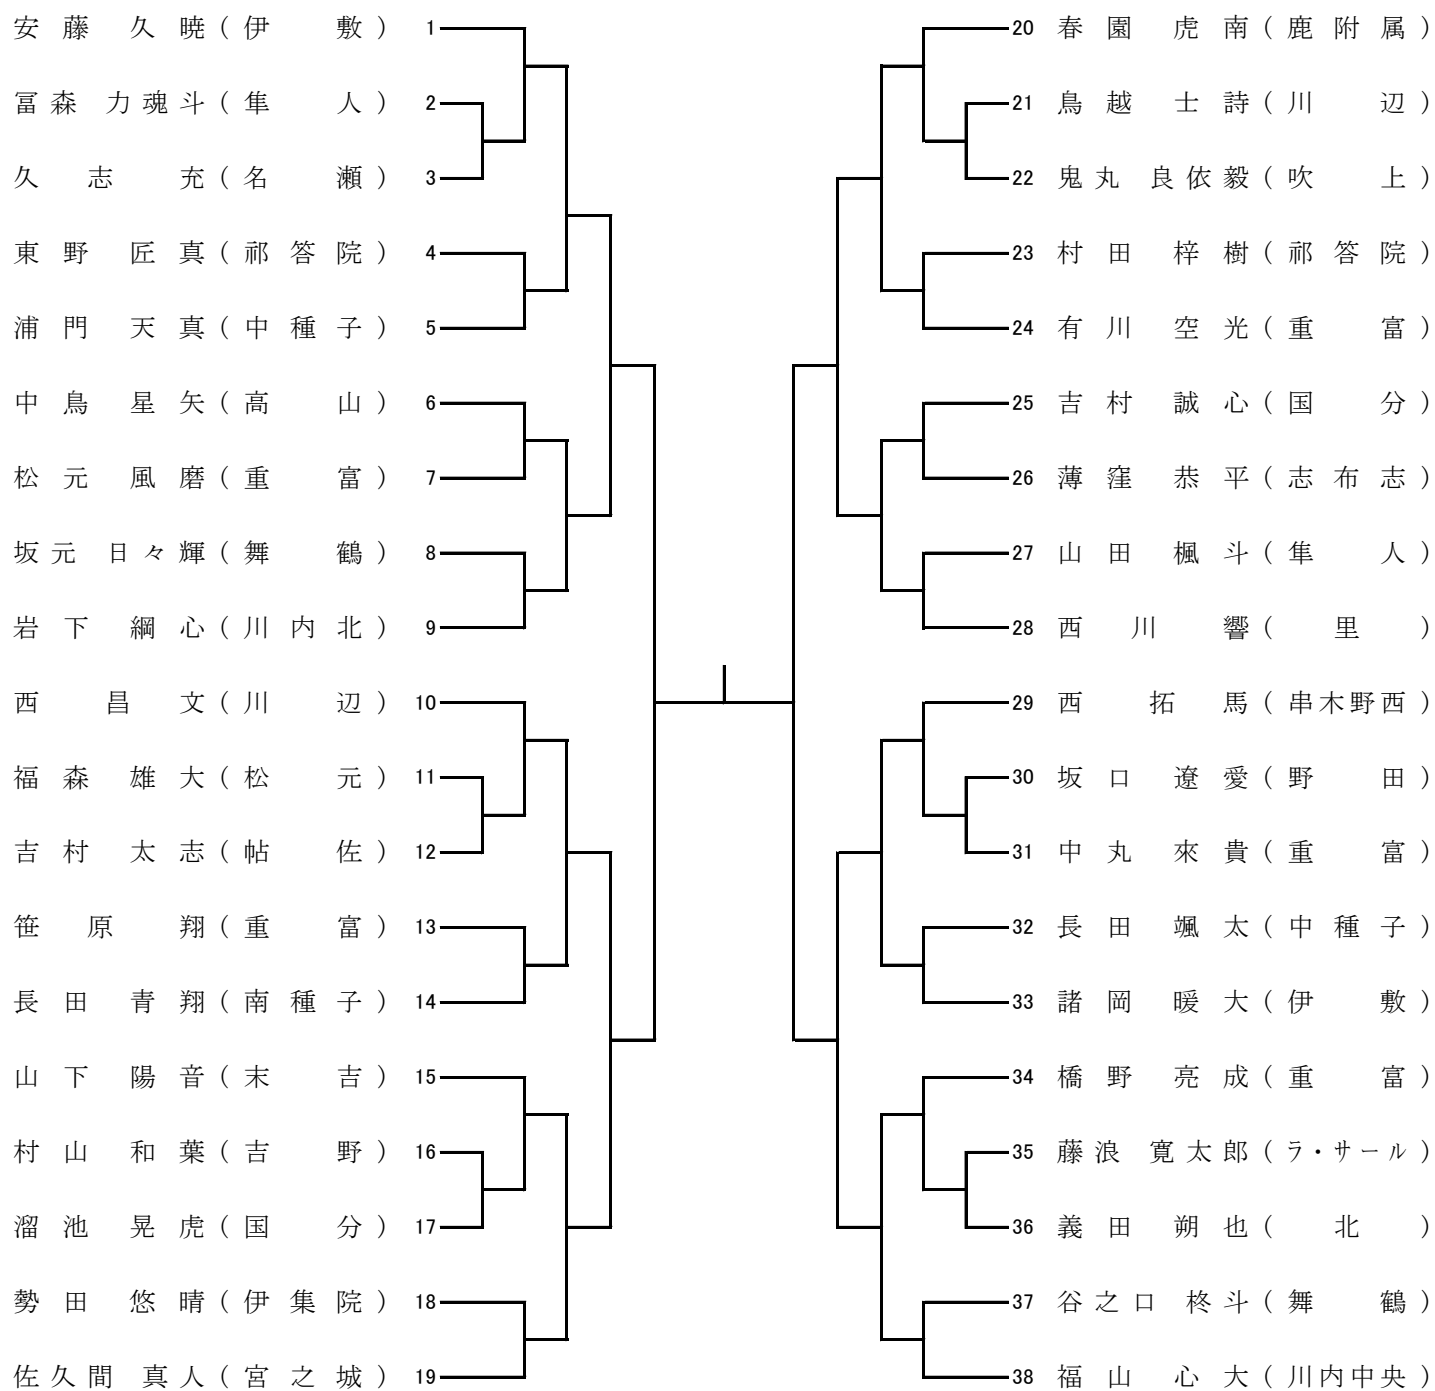 安藤 久暁(伊敷) 1
冨森 力魂斗(隼人) 2
久志 充(名瀬) 3
東野 匠真(祁答院) 4
浦門 天真(中種子) 5
中鳥 星矢(高山) 6
松元 風磨(重富) 7
坂元 日々輝(舞鶴) 8
岩下 綱心(川内北) 9
西 昌文(川辺) 10
福森 雄大(松元) 11
吉村 太志(帖佐) 12
笹原 翔(重富) 13
長田 青翔(南種子) 14
山下 陽音(末吉) 15
村山 和葉(吉野) 16
溜池 晃虎(国分) 17
勢田 悠晴(伊集院) 18
佐久間 真人(宮之城) 19
20 春園 虎南(鹿附属)
21 鳥越 士詩(川辺)
22 鬼丸 良依毅(吹上)
23 村田 梓樹(祁答院)
24 有川 空光(重富)
25 吉村 誠心(国分)
26 薄窪 恭平(志布志)
27 山田 楓斗(隼人)
28 西川 響(里)
29 西 拓馬(串木野西)
30 坂口 遼愛(野田)
31 中丸 來貴(重富)
32 長田 颯太(中種子)
33 諸岡 暖大(伊敷)
34 橋野 亮成(重富)
35 藤浪 寛太郎(ラ・サール)
36 義田 朔也(北)
37 谷之口 柊斗(舞鶴)
38 福山 心大(川内中央)